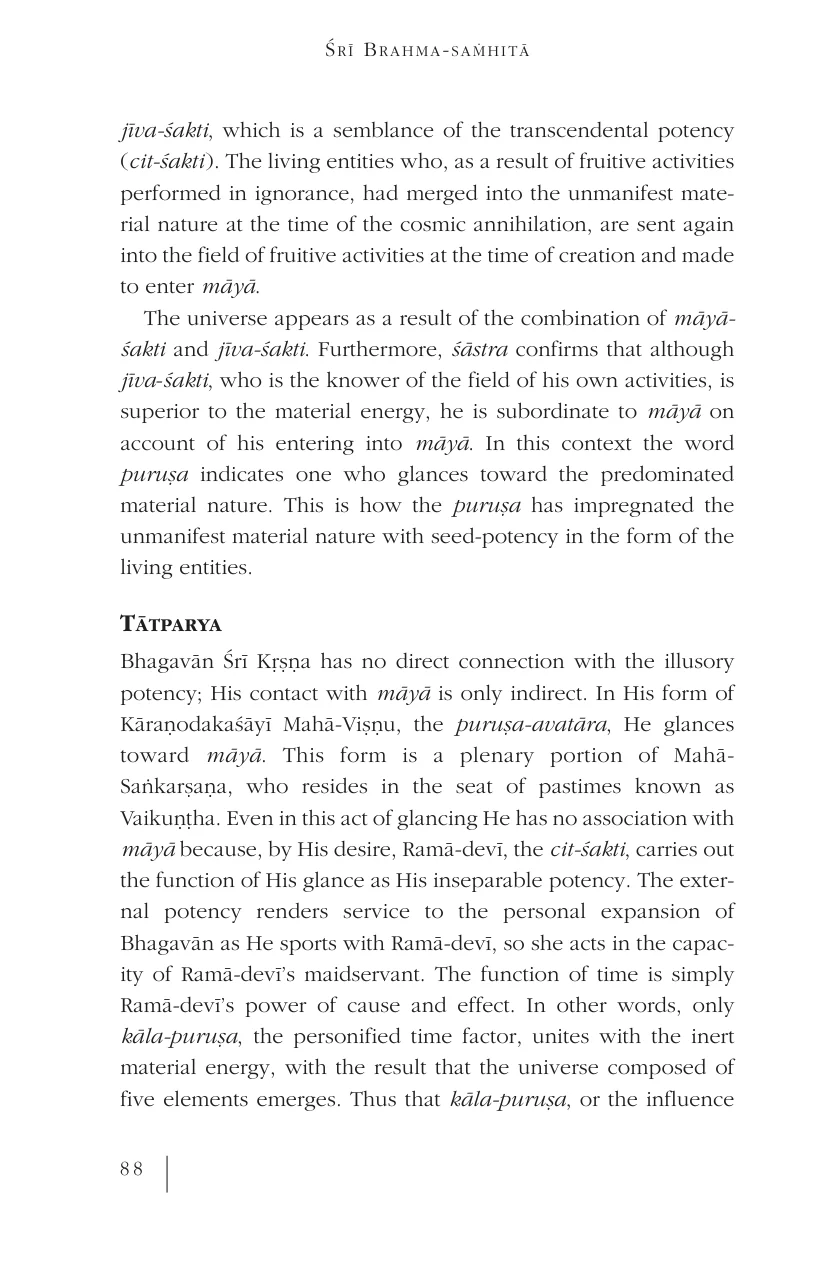 Śrī Brahma-saṁhitā
jīva-śakti, which is a semblance of the transcendental potency
(cit-śakti). The living entities who, as a result of fruitive activities
performed in ignorance, had merged into the unmanifest mate-
rial nature at the time of the cosmic annihilation, are sent again
into the field of fruitive activities at the time of creation and made
to enter māyā.
The universe appears as a result of the combination of māyā-
śakti and jīva-śakti. Furthermore, śāstra confirms that although
jīva-śakti, who is the knower of the field of his own activities, is
superior to the material energy, he is subordinate to māyā on
account of his entering into māyā. In this context the word
puruṣa indicates one who glances toward the predominated
material nature. This is how the puruṣa has impregnated the
unmanifest material nature with seed-potency in the form of the
living entities.
Tātparya
Bhagavān Śrī Kṛṣṇa has no direct connection with the illusory
potency; His contact with māyā is only indirect. In His form of
Kāraṇodakaśāyī Mahā-Viṣṇu, the puruṣa-avatāra, He glances
toward māyā. This form is a plenary portion of Mahā-
Saṅkarṣaṇa, who resides in the seat of pastimes known as
Vaikuṇṭha. Even in this act of glancing He has no association with
māyā because, by His desire, Ramā-devī, the cit-śakti, carries out
the function of His glance as His inseparable potency. The exter-
nal potency renders service to the personal expansion of
Bhagavān as He sports with Ramā-devī, so she acts in the capac-
ity of Ramā-devī’s maidservant. The function of time is simply
Ramā-devī’s power of cause and effect. In other words, only
kāla-puruṣa, the personified time factor, unites with the inert
material energy, with the result that the universe composed of
five elements emerges. Thus that kāla-puruṣa, or the influence
88